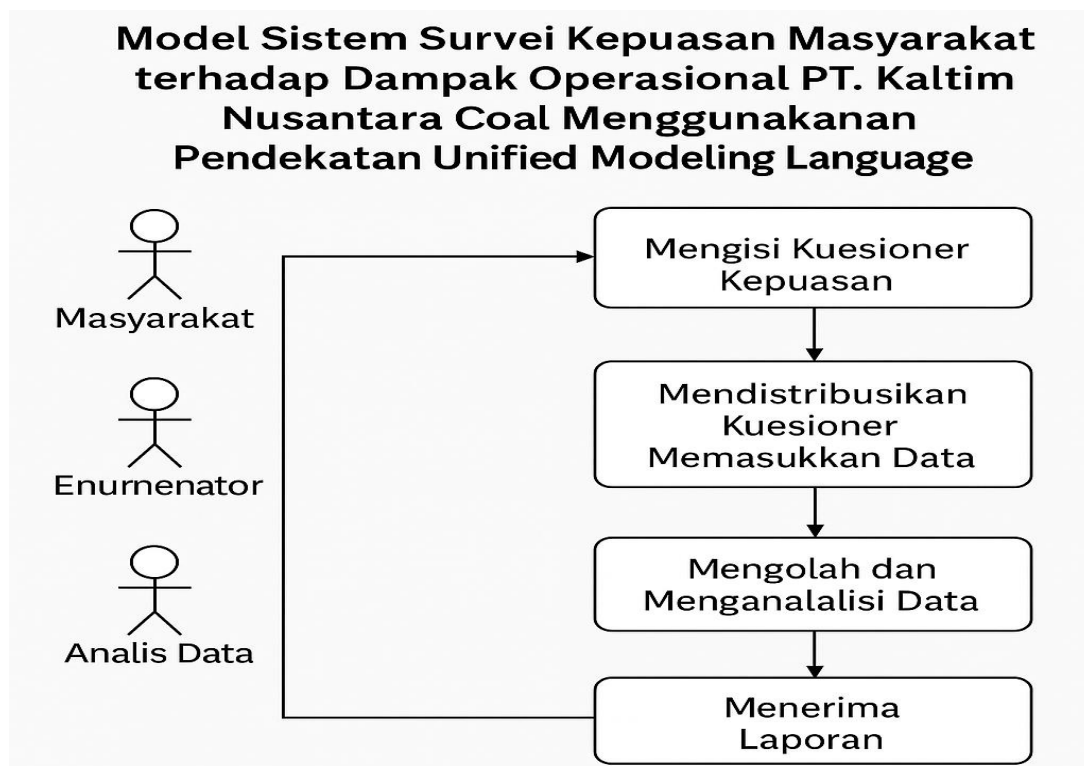 Model Sistem Survei Kepuasan Masyarakat
terhadap Dampak Operasional PT. Kaltim
Nusantara Coal Menggunakanan
Pendekatan Unified Modeling Language
Masyarakat
Enurnenator
Analis Data
Mengisi Kuesioner
Kepuasan
Mendistribusikan
Kuesioner
Memasukkan Data
Mengolah dan
Menganalalisi Data
Menerima
Laporan